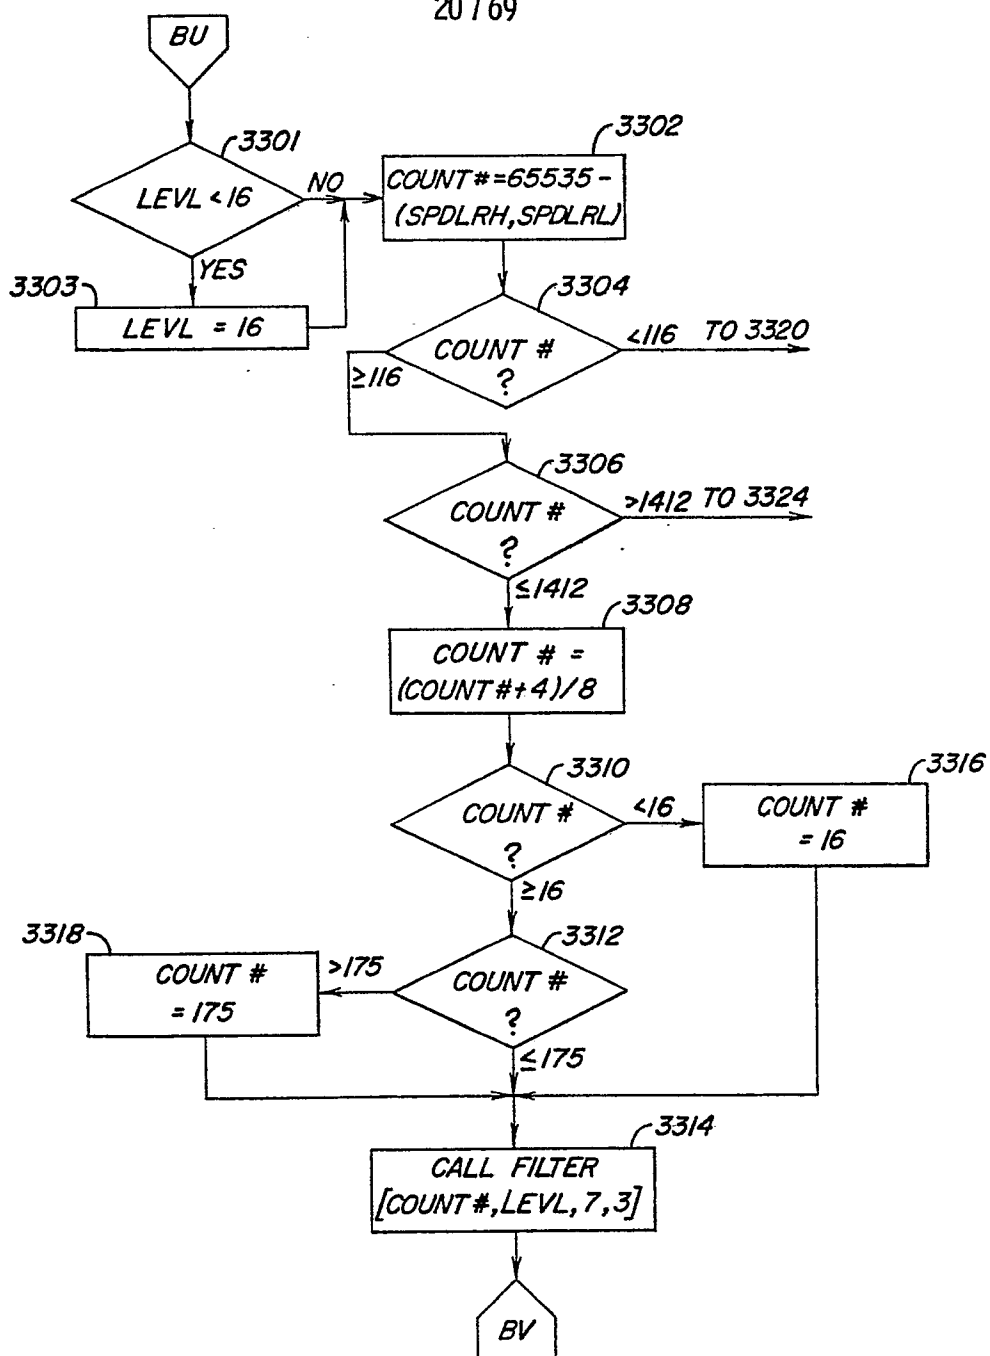 20 / 69
BU
3301
LEVL < 16
NO
YES
3302
COUNT#=65535-
(SPDLRH,SPDLRL)
3303
LEVL = 16
3304
COUNT #
?
<116 TO 3320
≥116
3306
COUNT #
?
>1412 TO 3324
≤1412
3308
COUNT # =
(COUNT#+4)/8
3310
COUNT #
?
<16
≥16
3316
COUNT #
= 16
3312
COUNT #
?
>175
≤175
3318
COUNT #
= 175
3314
CALL FILTER
[COUNT#,LEVL,7,3]
BV